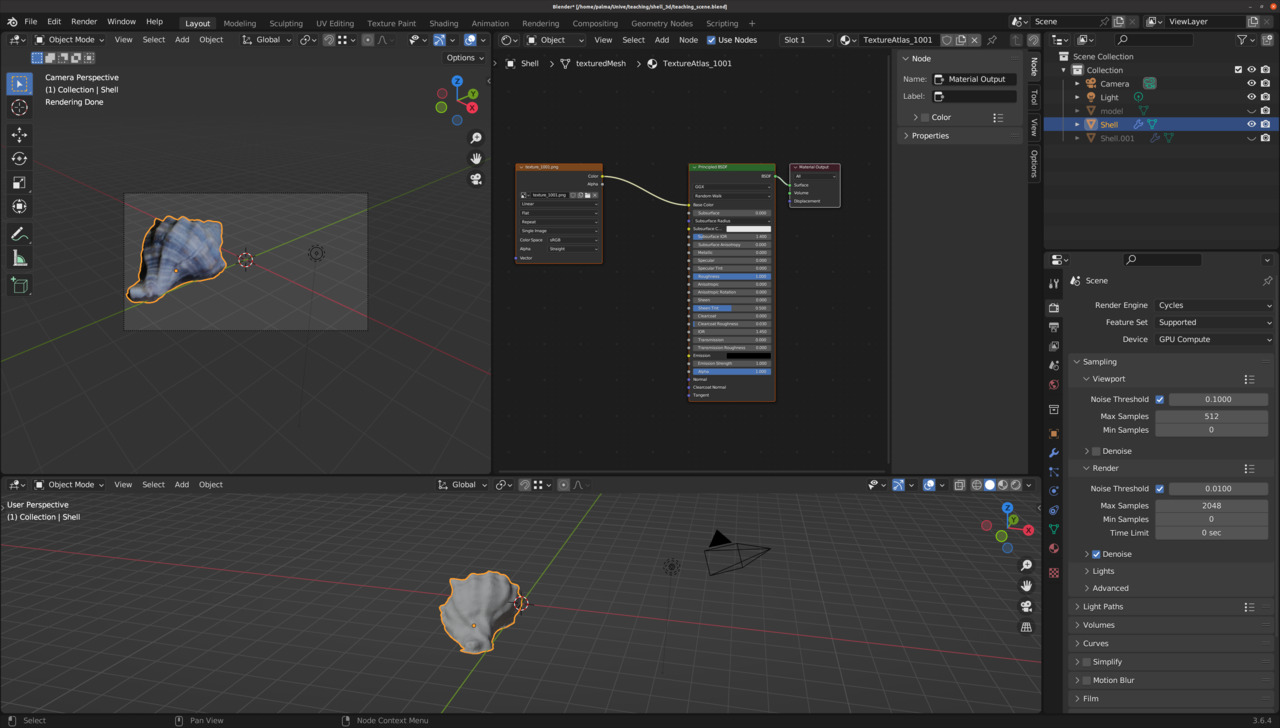 Blender* [/home/palma/Unive/teaching/shell_3d/teaching_scene.blend]
File Edit Render Window Help Layout Modeling Sculpting UV Editing Texture Paint Shading Animation Rendering Compositing Geometry Nodes Scripting + Scene ViewLayer
Object Mode View Select Add Object Global
Options
Camera Perspective
(1) Collection | Shell
Rendering Done
Z
Y
X
Object View Select Add Node Use Nodes Slot 1 TextureAtlas_1001
Shell > texturedMesh > TextureAtlas_1001
texture_1001.png
Color
Alpha
texture_1001.png
Linear
Flat
Repeat
Single Image
Color Space sRGB
Alpha Straight
Vector
Principled BSDF
BSDF
GGX
Random Walk
Base Color
Subsurface 0.000
Subsurface Radius
Subsurface C...
Subsurface IOR 1.400
Subsurface Anisotropy 0.000
Metallic 0.000
Specular 0.000
Specular Tint 0.000
Roughness 1.000
Anisotropic 0.000
Anisotropic Rotation 0.000
Sheen 0.000
Sheen Tint 0.500
Clearcoat 0.000
Clearcoat Roughness 0.030
IOR 1.450
Transmission 0.000
Transmission Roughness 0.000
Emission
Emission Strength 1.000
Alpha 1.000
Normal
Clearcoat Normal
Tangent
Material Output
All
Surface
Volume
Displacement
Node
Name: Material Output
Label:
Color
Properties
Node
Tool
View
Options
Scene Collection
Collection
Camera
Light
model
Shell
Shell.001
Scene
Render Engine Cycles
Feature Set Supported
Device GPU Compute
Sampling
Viewport
Noise Threshold 0.1000
Max Samples 512
Min Samples 0
Denoise
Render
Noise Threshold 0.0100
Max Samples 2048
Min Samples 0
Time Limit 0 sec
Denoise
Lights
Advanced
Light Paths
Volumes
Curves
Simplify
Motion Blur
Film
Object Mode View Select Add Object Global
User Perspective
(1) Collection | Shell
Z
Y
X
Select Pan View Node Context Menu 3.6.4